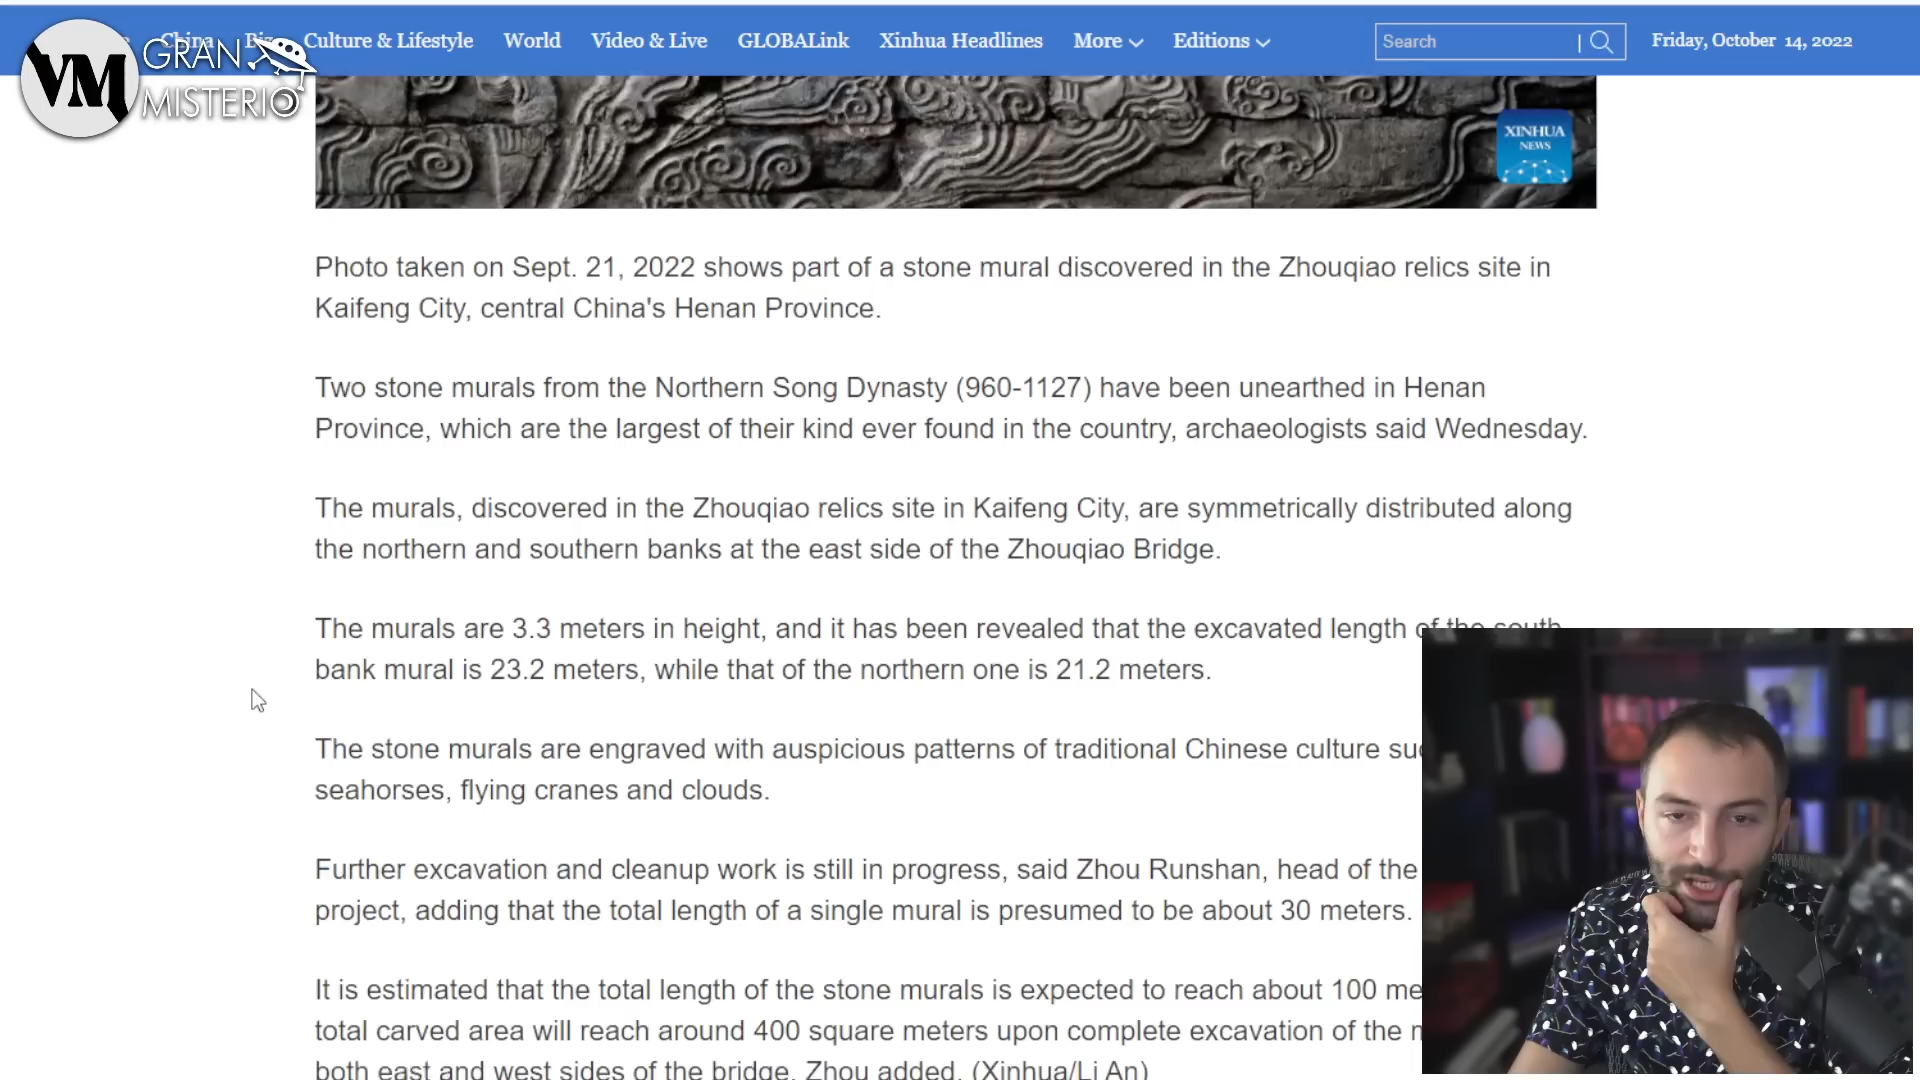 China Biz Culture & Lifestyle World Video & Live GLOBALink Xinhua Headlines More Editions Search Friday, October 14, 2022
VM GRAN
MISTERIO
XINHUA
NEWS
Photo taken on Sept. 21, 2022 shows part of a stone mural discovered in the Zhouqiao relics site in
Kaifeng City, central China's Henan Province.
Two stone murals from the Northern Song Dynasty (960-1127) have been unearthed in Henan
Province, which are the largest of their kind ever found in the country, archaeologists said Wednesday.
The murals, discovered in the Zhouqiao relics site in Kaifeng City, are symmetrically distributed along
the northern and southern banks at the east side of the Zhouqiao Bridge.
The murals are 3.3 meters in height, and it has been revealed that the excavated length of the south
bank mural is 23.2 meters, while that of the northern one is 21.2 meters.
The stone murals are engraved with auspicious patterns of traditional Chinese culture
seahorses, flying cranes and clouds.
Further excavation and cleanup work is still in progress, said Zhou Runshan, head of the
project, adding that the total length of a single mural is presumed to be about 30 meters.
It is estimated that the total length of the stone murals is expected to reach about 100
total carved area will reach around 400 square meters upon complete excavation of the
both east and west sides of the bridge, Zhou added. (Xinhua/Li An)